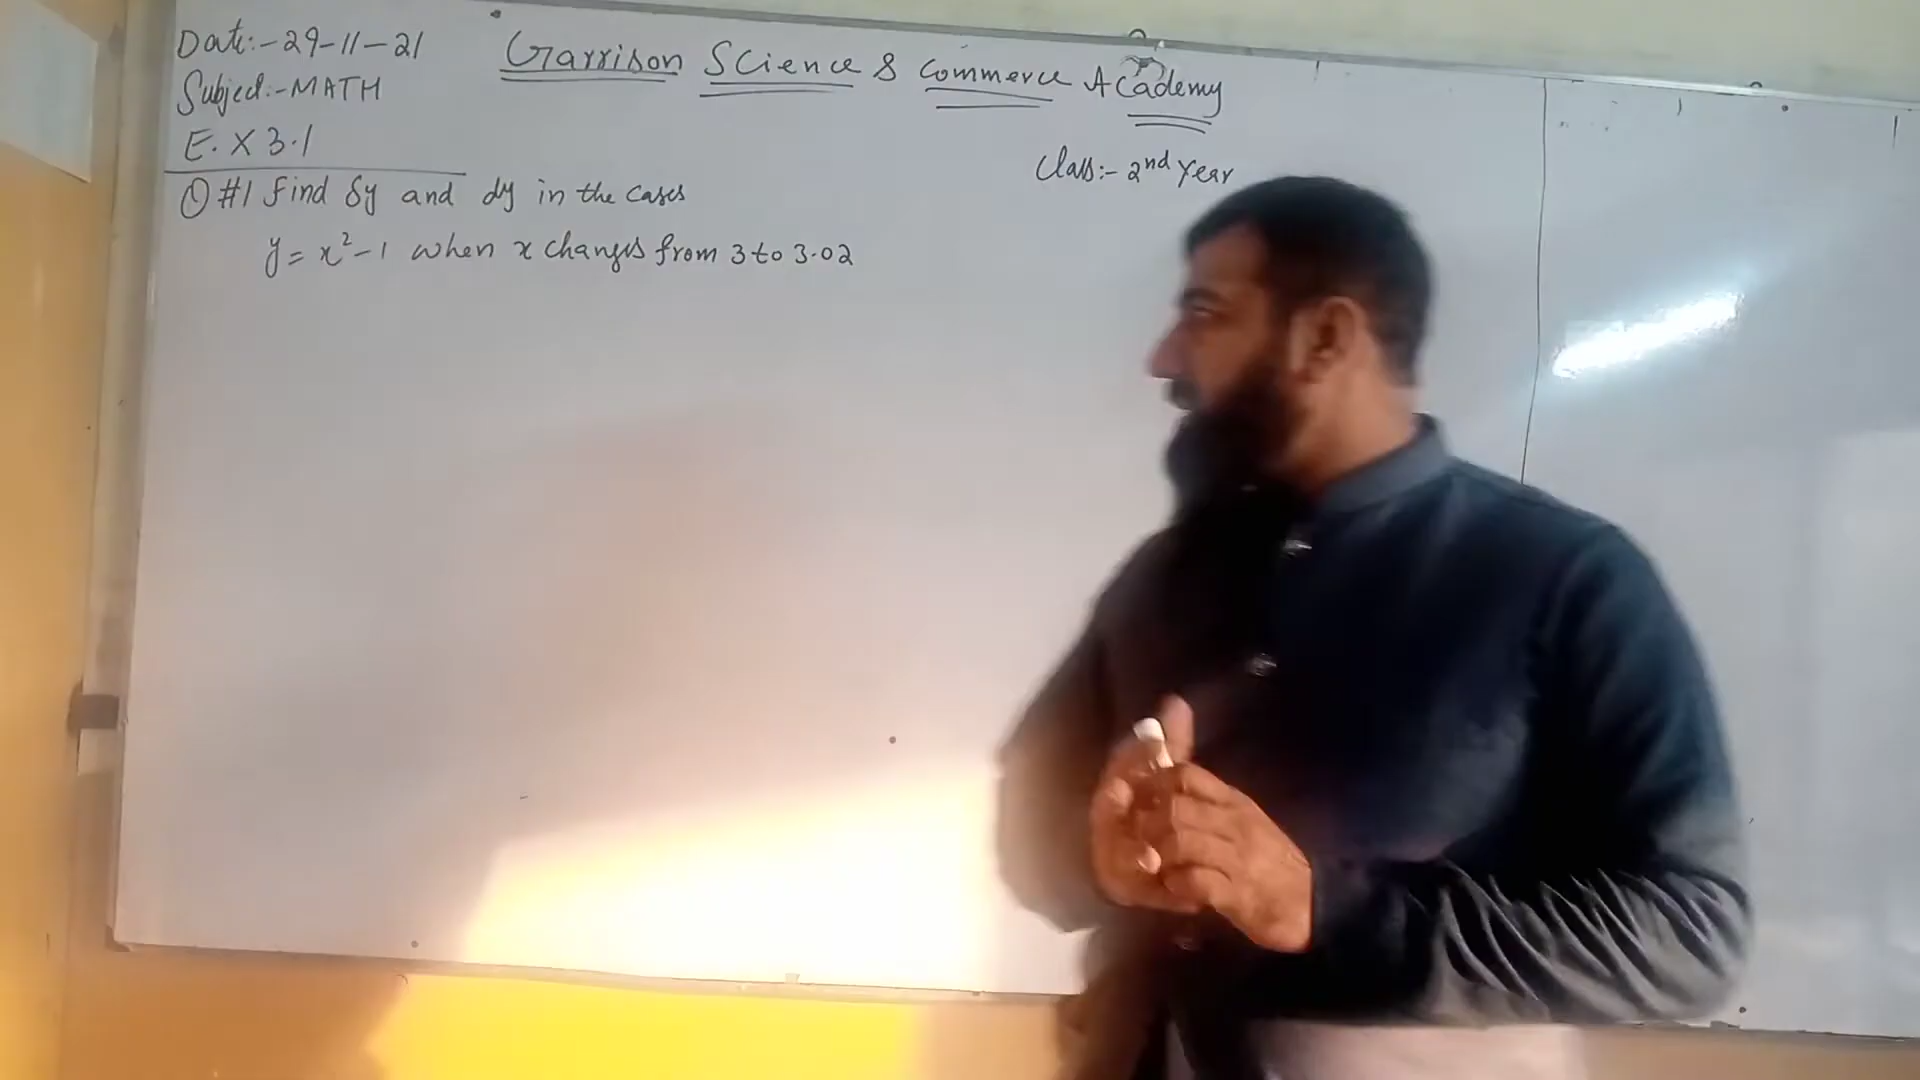 Date:-29-11-21
Garrison Science & Commerce Academy
Subject:-MATH
E.X 3.1
Class:- 2nd Year
Q #1 Find δy and dy in the cases
y = x²-1 when x changes from 3 to 3.02